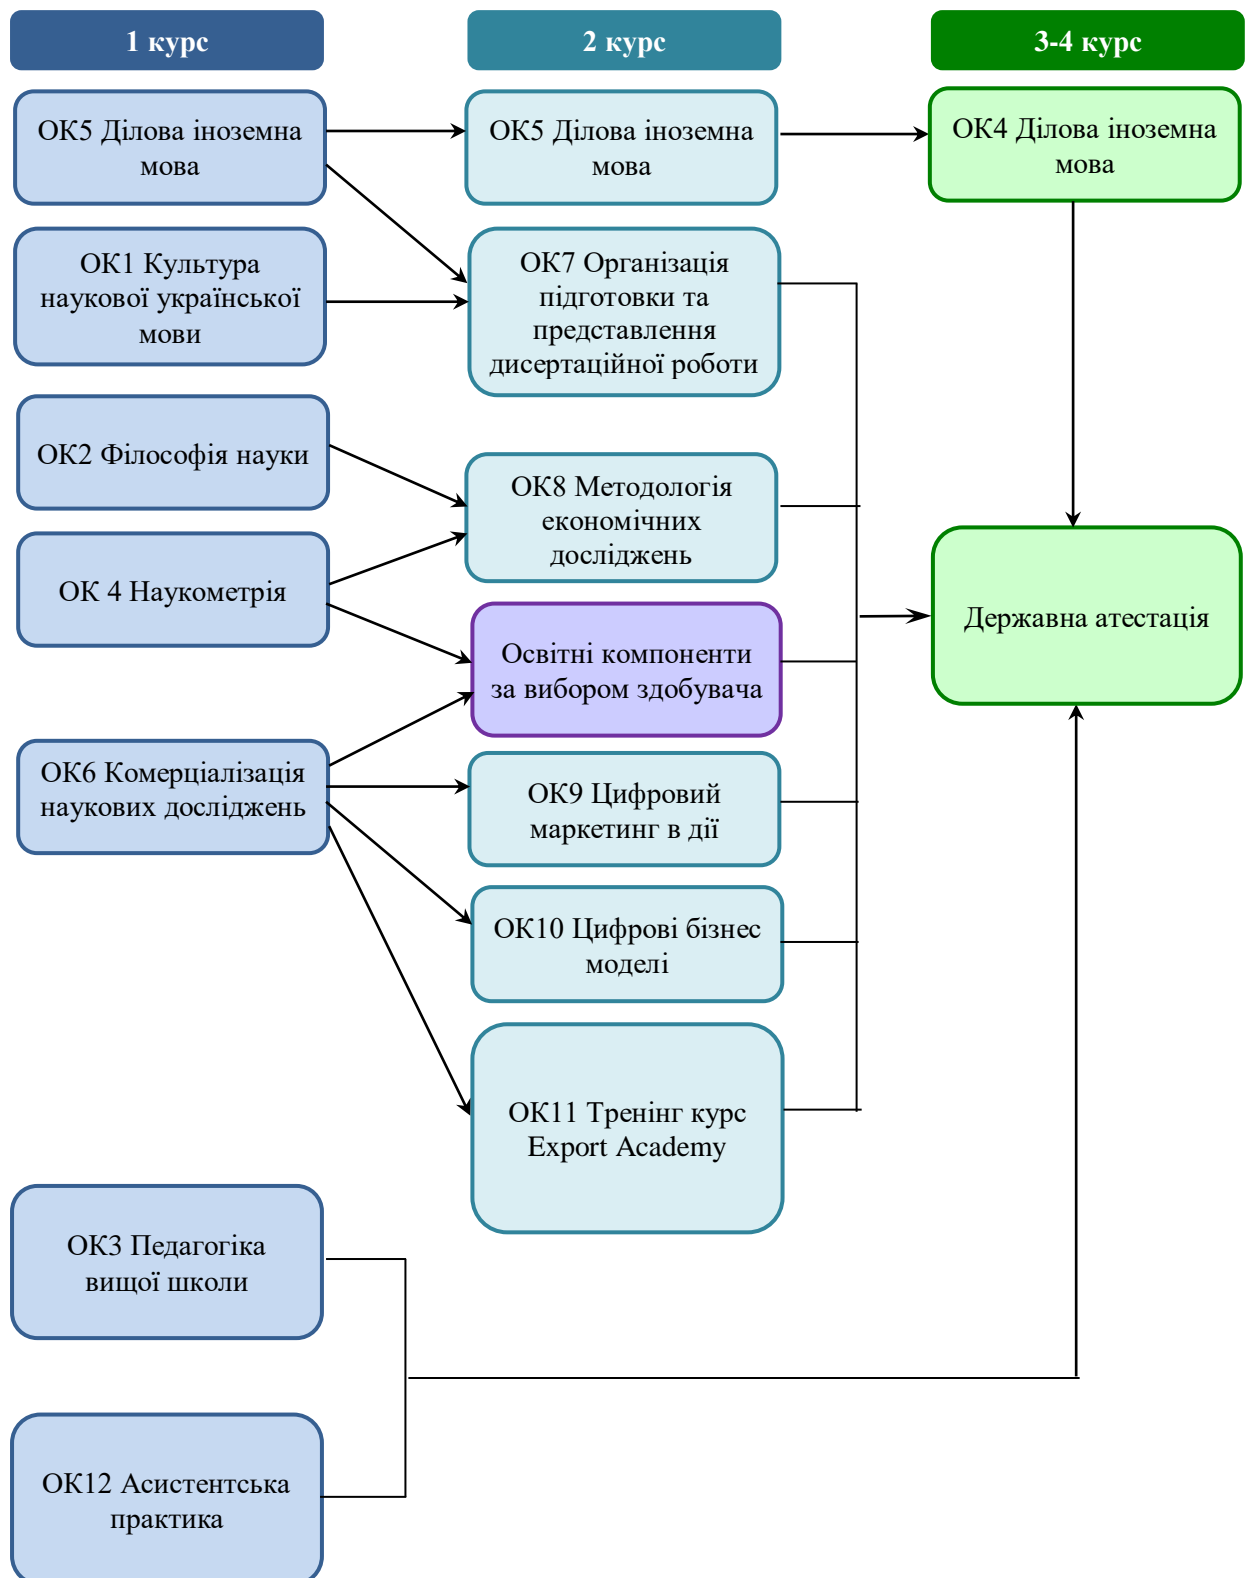 1 курс
2 курс
3-4 курс
ОК5 Ділова іноземна
мова
ОК5 Ділова іноземна
мова
ОК4 Ділова іноземна
мова
ОК1 Культура
наукової української
мови
ОК7 Організація
підготовки та
представлення
дисертаційної роботи
ОК2 Філософія науки
ОК8 Методологія
економічних
досліджень
ОК 4 Наукометрія
Освітні компоненти
за вибором здобувача
Державна атестація
ОК6 Комерціалізація
наукових досліджень
ОК9 Цифровий
маркетинг в дії
ОК10 Цифрові бізнес
моделі
ОК11 Тренінг курс
Export Academy
ОК3 Педагогіка
вищої школи
ОК12 Асистентська
практика